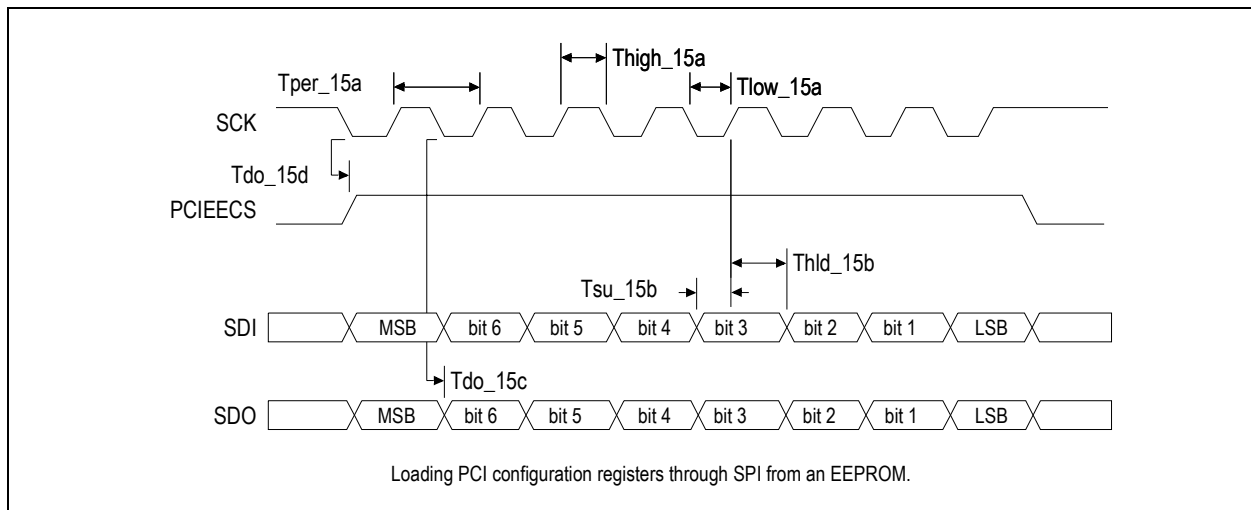 Thigh_15a
Tper_15a
Tlow_15a
SCK
Tdo_15d
PCIEECS
Thld_15b
Tsu_15b
SDI MSB bit 6 bit 5 bit 4 bit 3 bit 2 bit 1 LSB
Tdo_15c
SDO MSB bit 6 bit 5 bit 4 bit 3 bit 2 bit 1 LSB
Loading PCI configuration registers through SPI from an EEPROM.